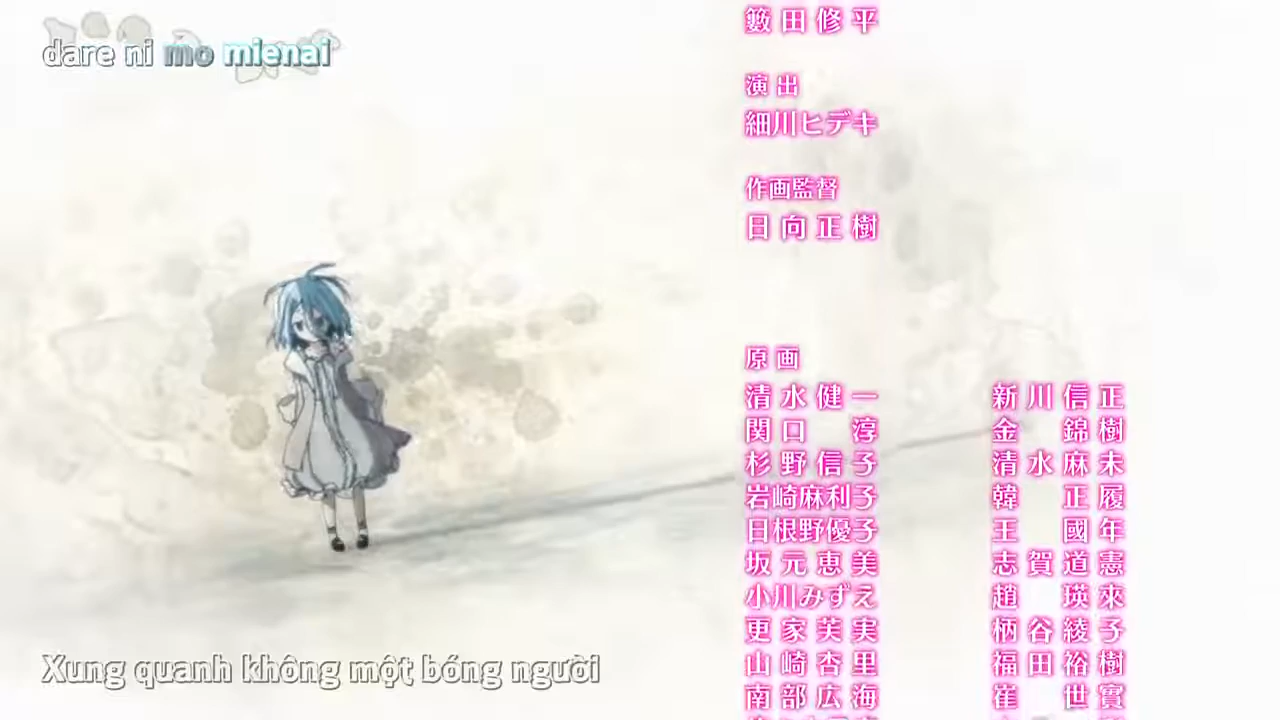 dare ni mo mienai
籔田修平
演出
細川ヒデキ
作画監督
日向正樹
原画
清水健一 新川信正
関口 淳 金 錦樹
杉野信子 清水麻未
岩崎麻利子 韓 正履
日根野優子 王 國年
坂元恵美 志賀道憲
小川みずえ 趙 瑛來
更家芙実 柄谷綾子
山崎杏里 福田裕樹
南部広海 崔 世實
Xung quanh không một bóng người